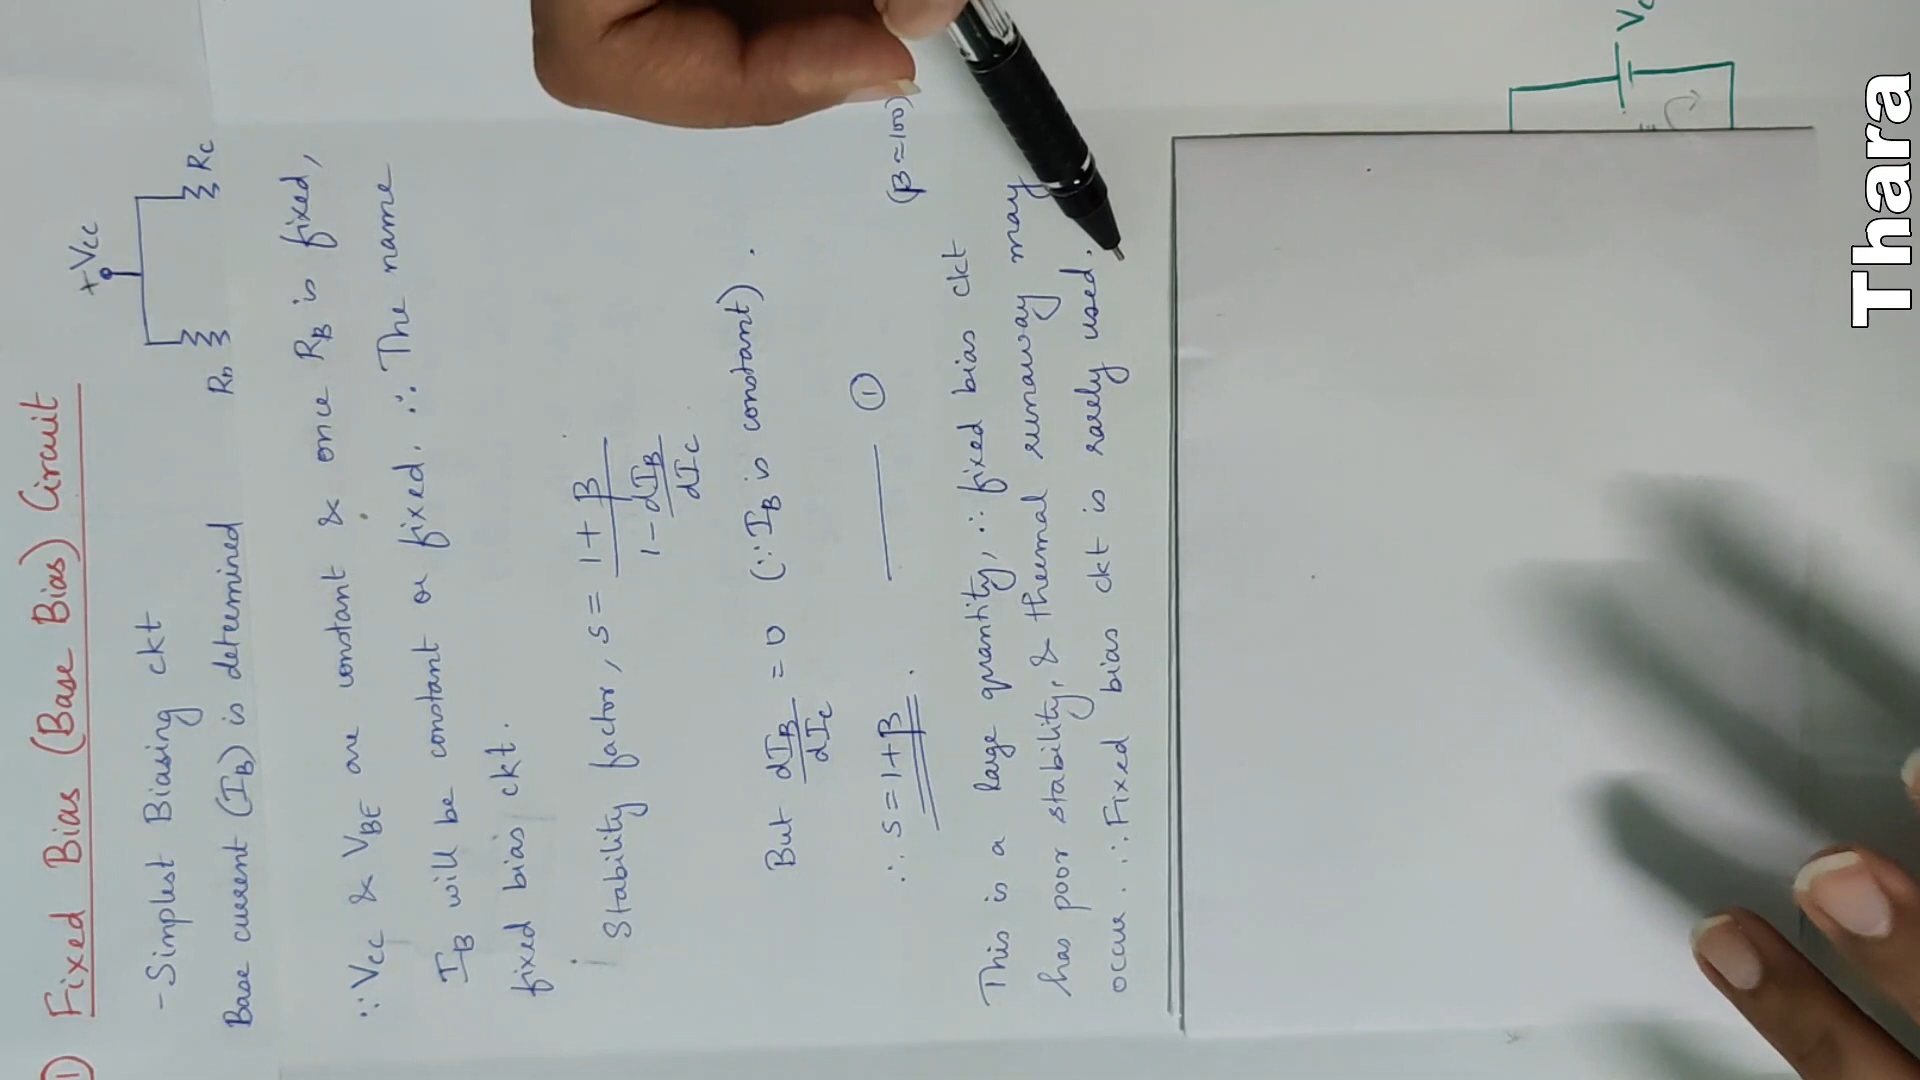 1) Fixed Bias (Base Bias) Circuit
- Simplest Biasing ckt
+Vcc
Base current (IB) is determined
RB
RC
∵ Vcc & VBE are constant & once RB is fixed,
IB will be constant or fixed. ∴ The name
fixed bias ckt.
Stability factor, S = 1+β
1 - dIB
dIC
But dIB = 0 (∵ IB is constant).
dIC
∴ S = 1+β. ——— ① (β=100)
This is a large quantity, ∴ fixed bias ckt
has poor stability, & thermal runaway may
occur. ∴ Fixed bias ckt is rarely used.
Thara